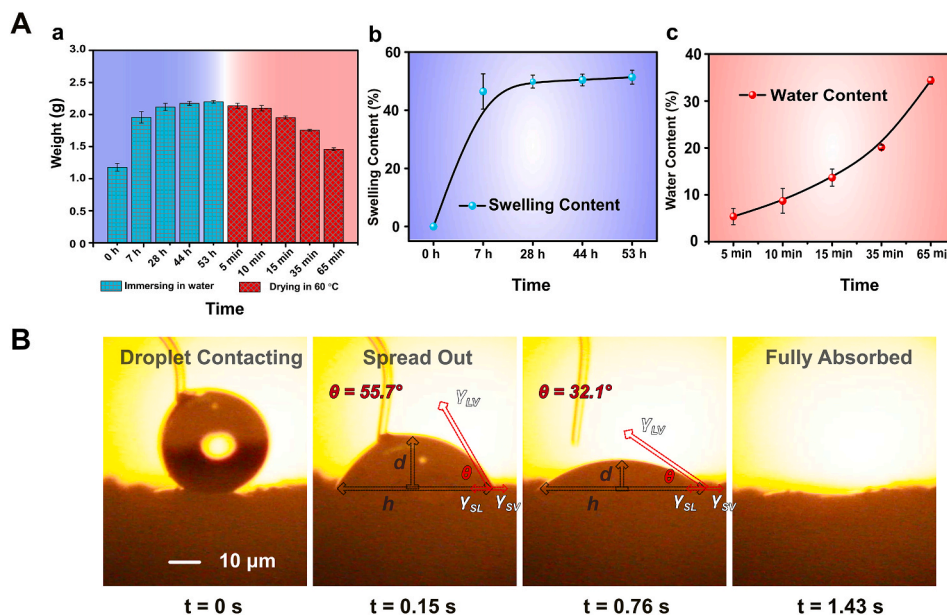 A
a
3.0
2.5
2.0
1.5
1.0
0.5
0 0
Weight (g)
0 h
7 h
28 h
44 h
53 h
5 min
10 min
15 min
35 min
65 min
Immersing in water
Drying in 60 °C
Time
b
60
40
20
0
Swelling Content (%)
Swelling Content
0 h
7 h
28 h
44 h
53 h
Time
c
40
30
20
10
0
Water Content (%)
Water Content
5 min
10 min
15 min
35 min
65 min
Time
B
Droplet Contacting
10 μm
t = 0 s
Spread Out
θ = 55.7°
γLV
d
θ
h
γSL
γSV
t = 0.15 s
θ = 32.1°
γLV
d
θ
h
γSL
γSV
t = 0.76 s
Fully Absorbed
t = 1.43 s